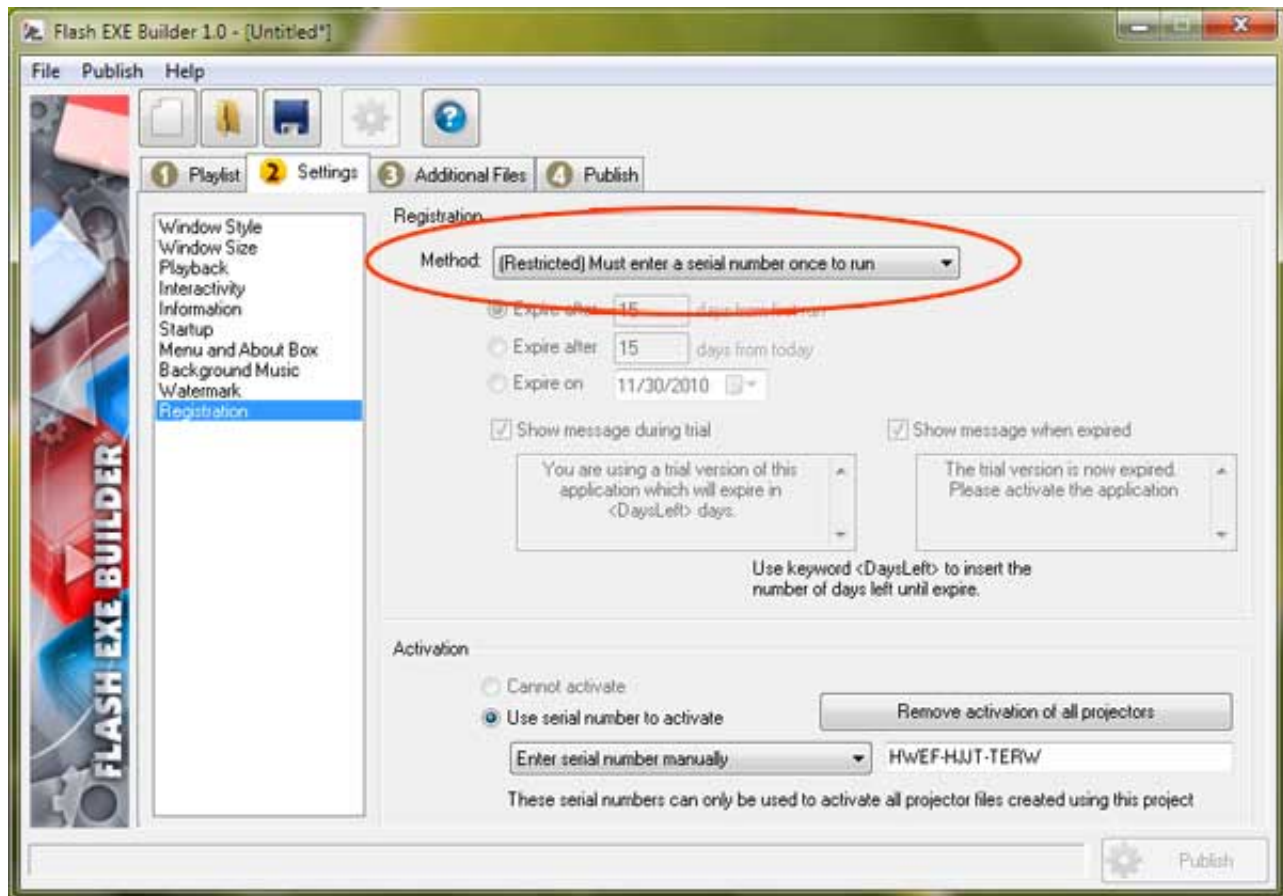 Flash EXE Builder 1.0 - [Untitled*]
File Publish Help
1 Playlist 2 Settings 3 Additional Files 4 Publish
Window Style
Window Size
Playback
Interactivity
Information
Startup
Menu and About Box
Background Music
Watermark
Registration
FLASH EXE BUILDER
Registration
Method: (Restricted) Must enter a serial number once to run
Expire after 15 days from first run
Expire after 15 days from today
Expire on 11/30/2010
Show message during trial
Show message when expired
You are using a trial version of this
application which will expire in
<DaysLeft> days.
The trial version is now expired.
Please activate the application
Use keyword <DaysLeft> to insert the
number of days left until expire.
Activation
Cannot activate
Use serial number to activate
Remove activation of all projectors
Enter serial number manually
HWEF-HJJT-TERW
These serial numbers can only be used to activate all projector files created using this project
Publish